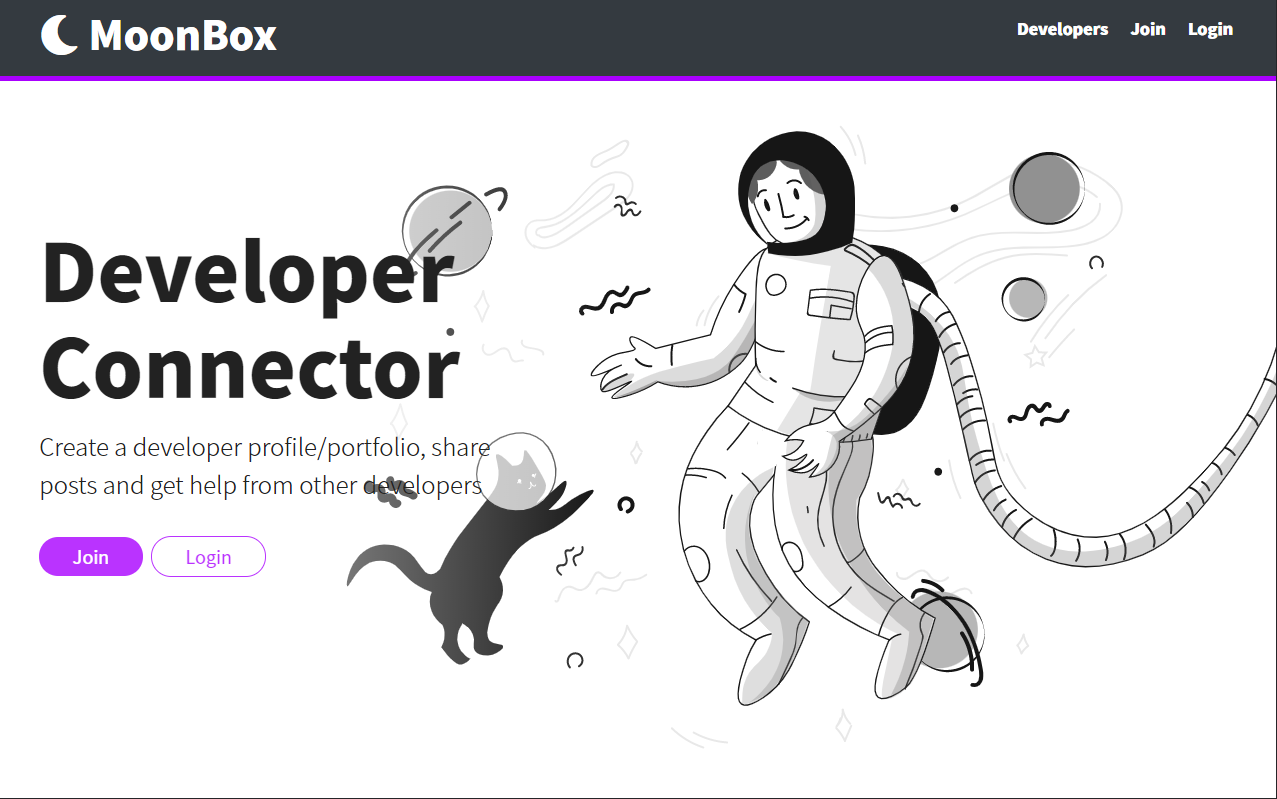 MoonBox
Developers Join Login
Developer
Connector
Create a developer profile/portfolio, share
posts and get help from other developers
Join Login